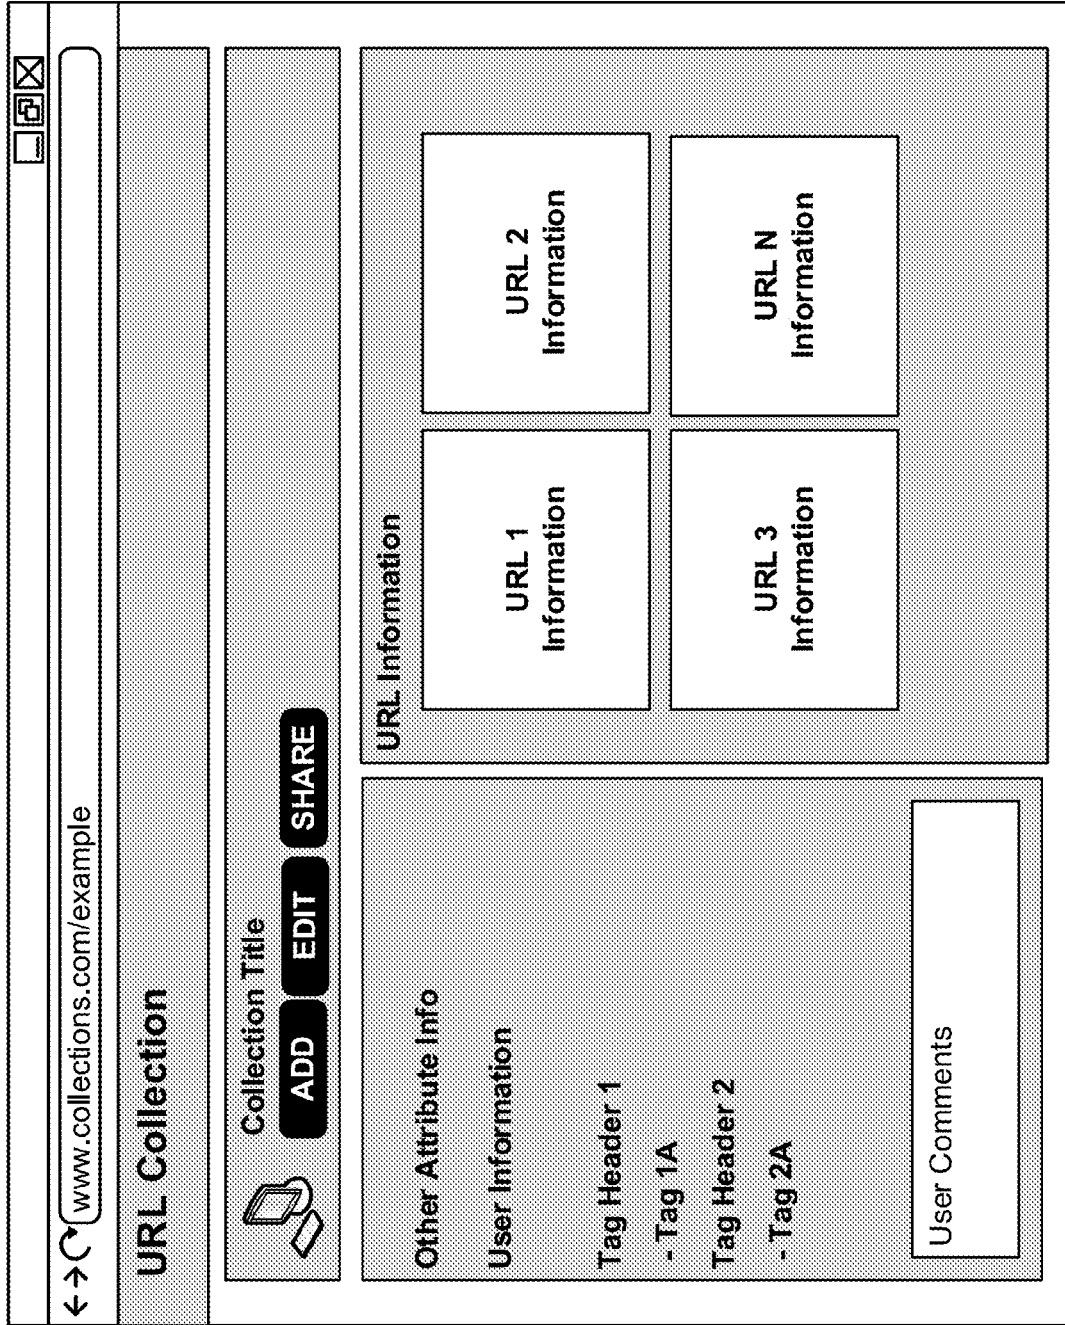 www.collections.com/example
URL Collection
Collection Title
ADD
EDIT
SHARE
Other Attribute Info
User Information
Tag Header 1
- Tag 1A
Tag Header 2
- Tag 2A
User Comments
URL Information
URL 1
Information
URL 2
Information
URL 3
Information
URL N
Information